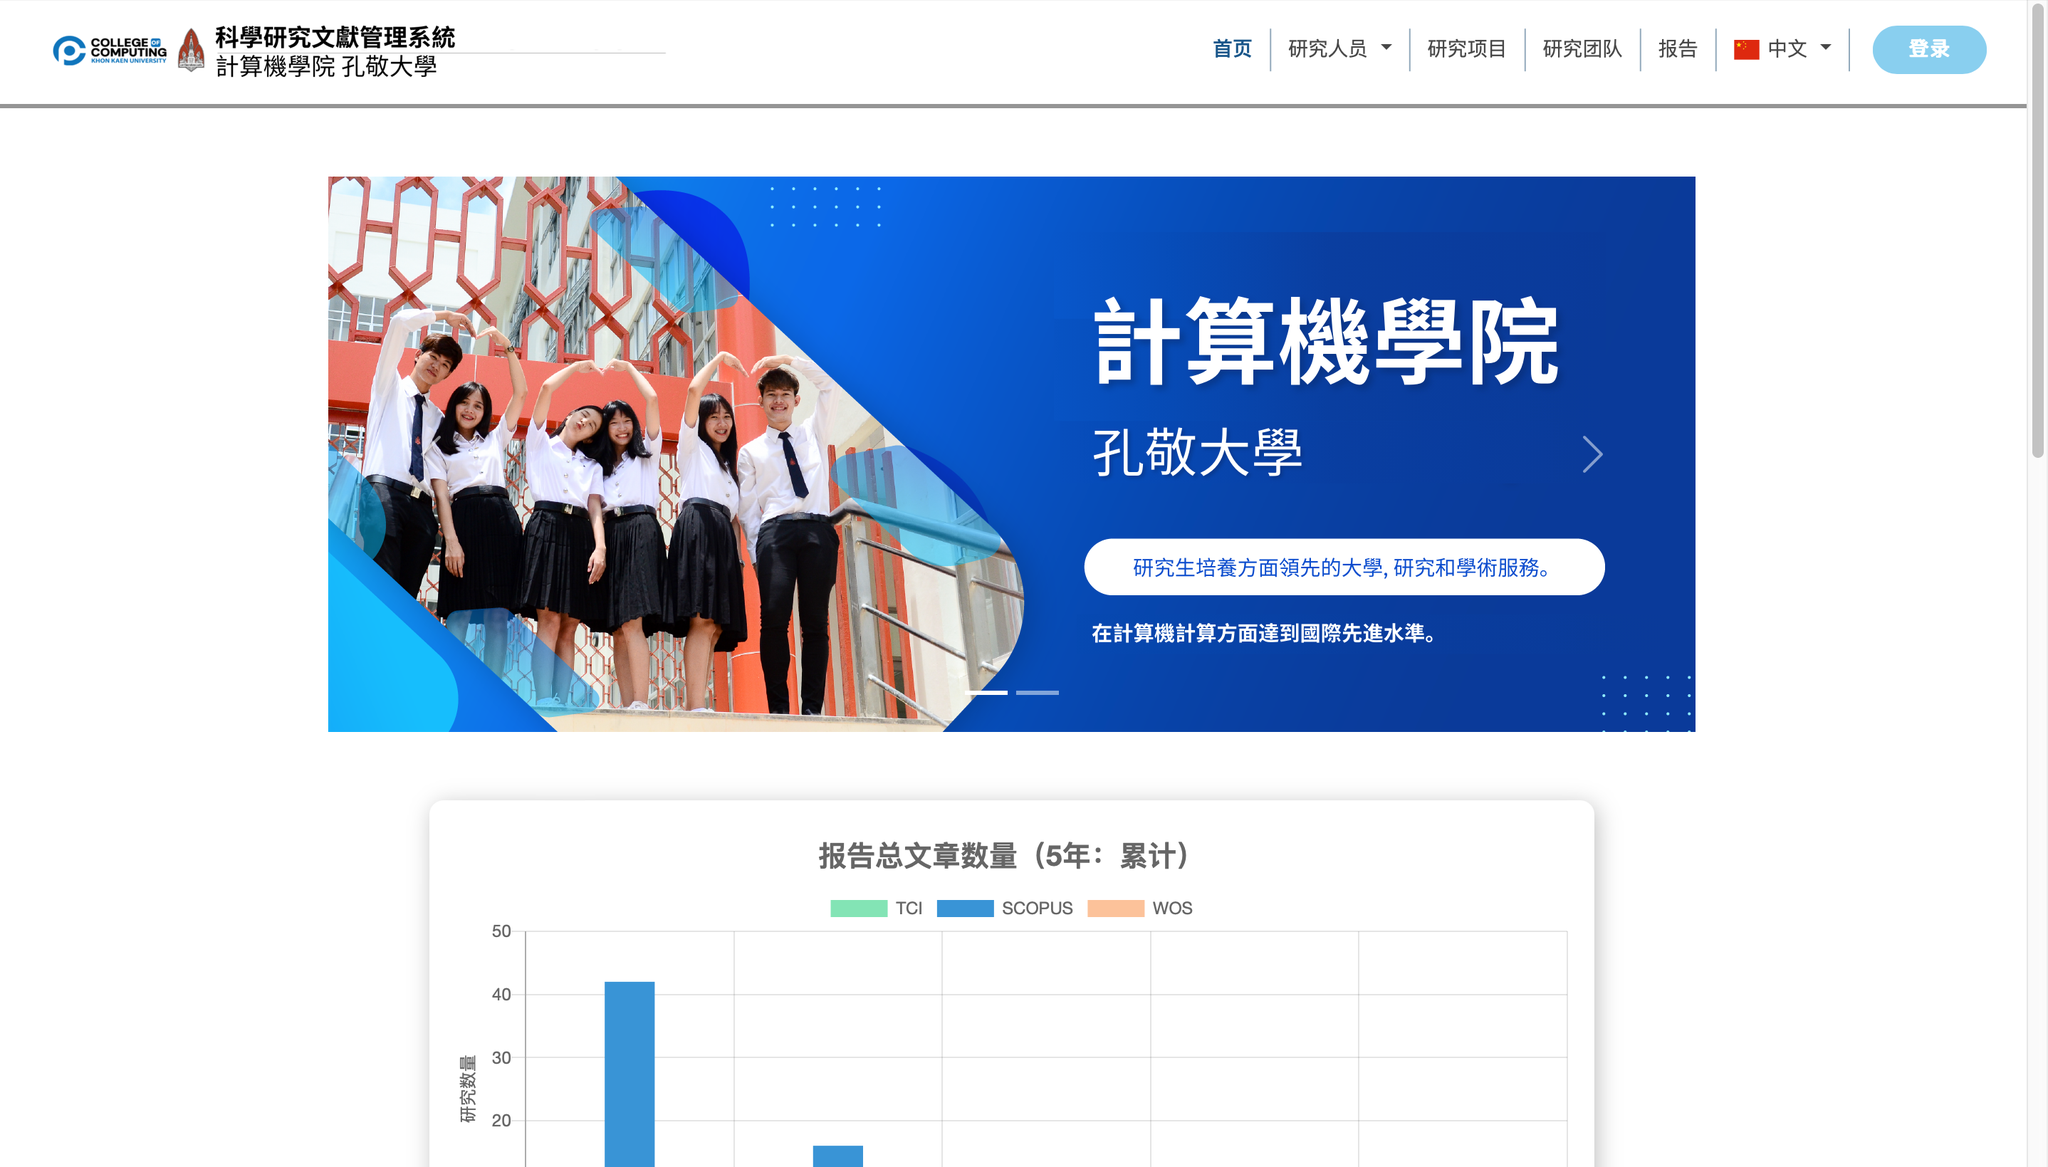 COLLEGE OF
COMPUTING
KHON KAEN UNIVERSITY
科學研究文獻管理系統
計算機學院 孔敬大學
首页
研究人员
研究项目
研究团队
报告
中文
登录
計算機學院
孔敬大學
研究生培養方面領先的大學, 研究和學術服務。
在計算機計算方面達到國際先進水準。
报告总文章数量（5年：累计）
TCI
SCOPUS
WOS
50
40
30
20
研究数量